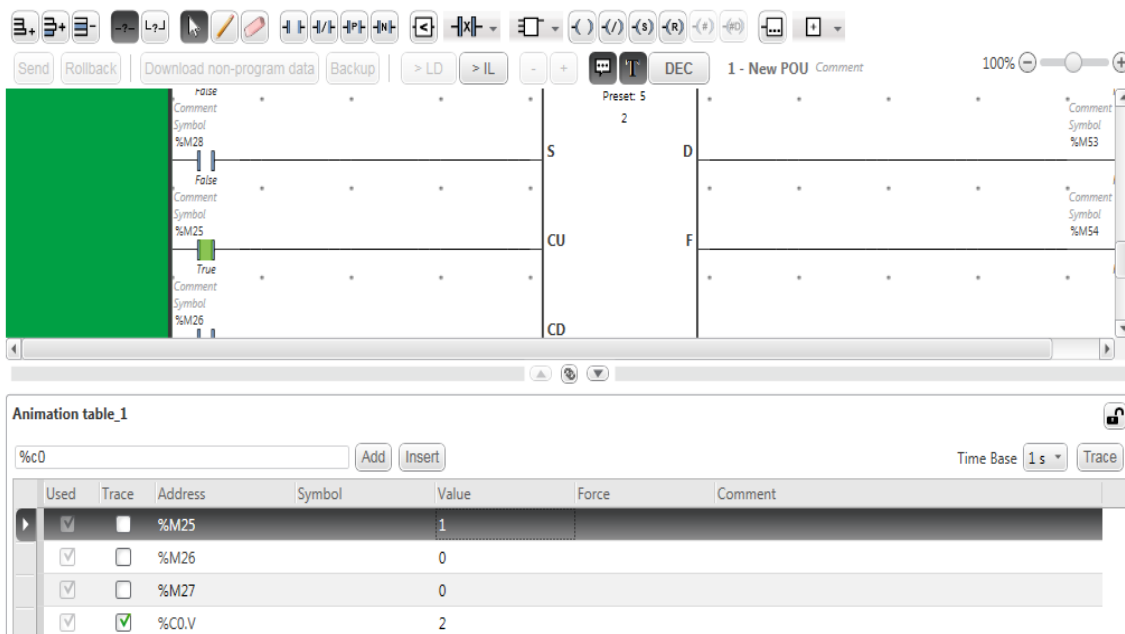 Send Rollback Download non-program data Backup > LD > IL - + T DEC 1 - New POU Comment 100% - +
False
Comment
Symbol
%M28
False
Comment
Symbol
%M25
True
Comment
Symbol
%M26
Preset: 5
2
S D
CU F
CD
Comment
Symbol
%M53
Comment
Symbol
%M54
Animation table_1
%c0 Add Insert Time Base 1 s Trace
Used Trace Address Symbol Value Force Comment
%M25 1
%M26 0
%M27 0
%C0.V 2